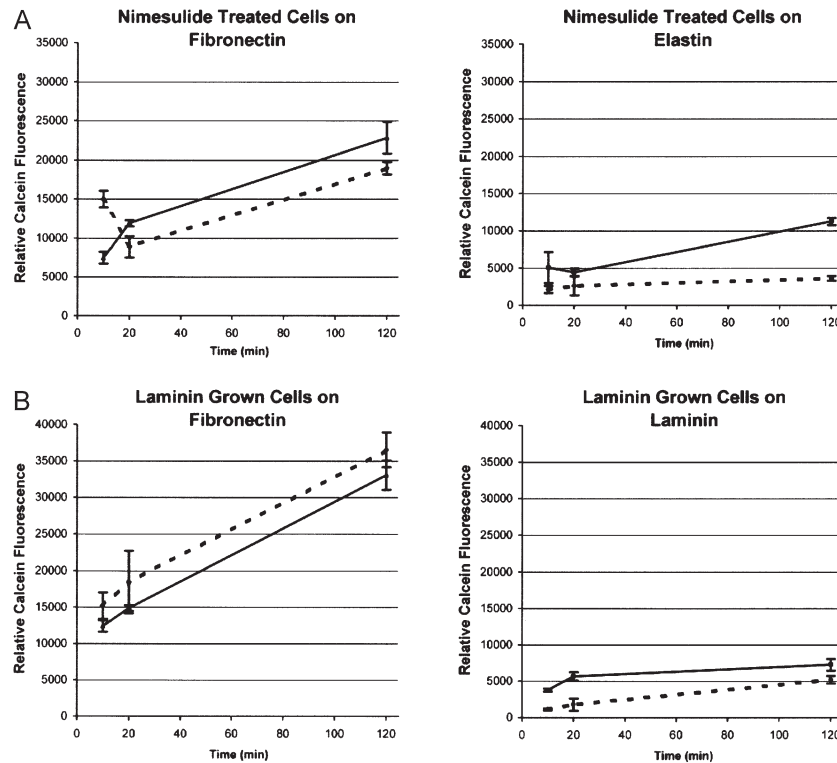 A
Nimesulide Treated Cells on
Fibronectin
Relative Calcein Fluorescence
35000
30000
25000
20000
15000
10000
5000
0
0 20 40 60 80 100 120
Time (min)
Nimesulide Treated Cells on
Elastin
Relative Calcein Fluorescence
35000
30000
25000
20000
15000
10000
5000
0
0 20 40 60 80 100 120
Time (min)
B
Laminin Grown Cells on
Fibronectin
Relative Calcein Fluorescence
40000
35000
30000
25000
20000
15000
10000
5000
0
0 20 40 60 80 100 120
Time (min)
Laminin Grown Cells on
Laminin
Relative Calcein Fluorescence
40000
35000
30000
25000
20000
15000
10000
5000
0
0 20 40 60 80 100 120
Time (min)